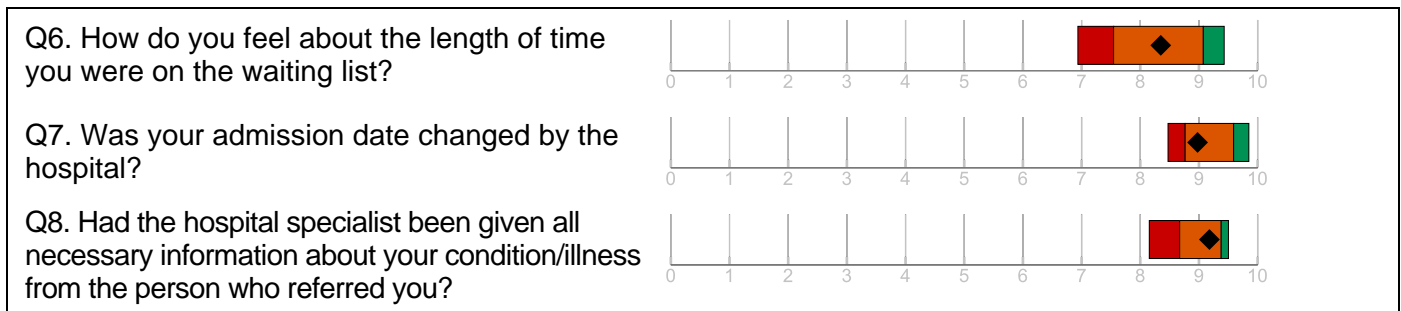 Q6. How do you feel about the length of time
you were on the waiting list?
0 1 2 3 4 5 6 7 8 9 10
Q7. Was your admission date changed by the
hospital?
0 1 2 3 4 5 6 7 8 9 10
Q8. Had the hospital specialist been given all
necessary information about your condition/illness
from the person who referred you?
0 1 2 3 4 5 6 7 8 9 10